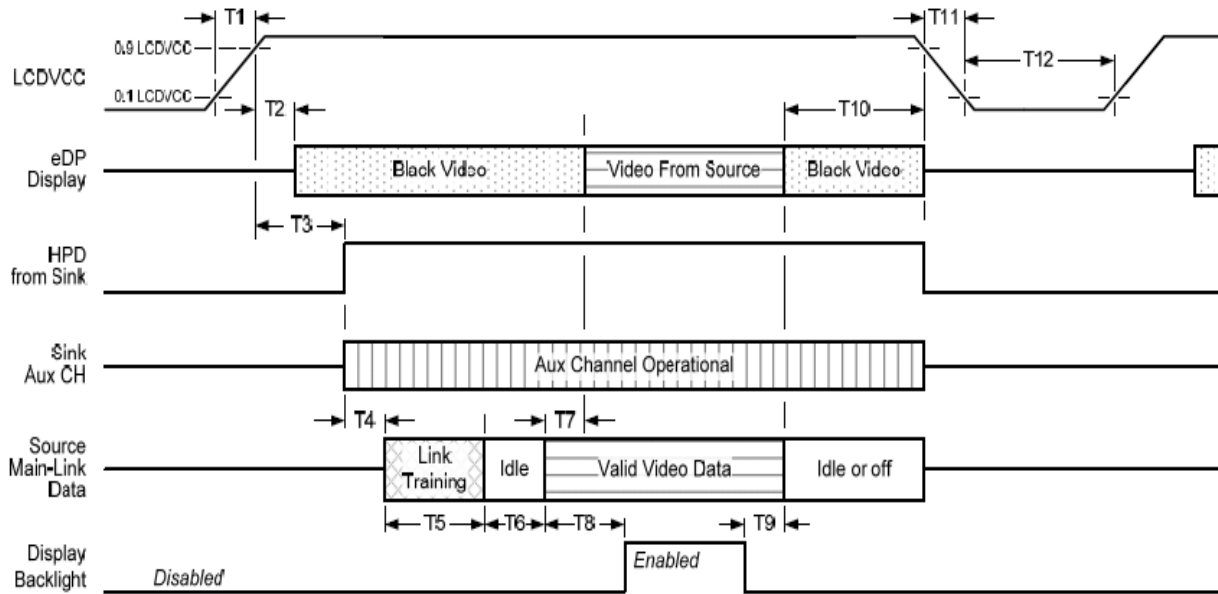 T1
T11
0.9 LCDVCC
LCDVCC
T12
0.1 LCDVCC
T2
T10
eDP
Display
Black Video
Video From Source
Black Video
T3
HPD
from Sink
Sink
Aux CH
Aux Channel Operational
T4
T7
Source
Main-Link
Data
Link
Training
Idle
Valid Video Data
Idle or off
T5
T6
T8
T9
Display
Backlight
Disabled
Enabled